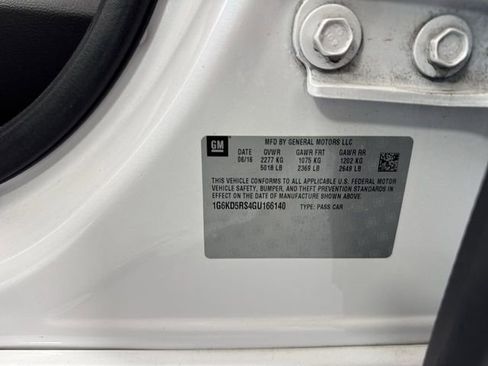 MFD BY GENERAL MOTORS LLC
GM
DATE GVWR GAWR FRT GAWR RR
06/16 2277 KG 1075 KG 1202 KG
5018 LB 2369 LB 2649 LB
THIS VEHICLE CONFORMS TO ALL APPLICABLE U.S. FEDERAL MOTOR
VEHICLE SAFETY, BUMPER, AND THEFT PREVENTION STANDARDS IN
EFFECT ON THE DATE OF MANUFACTURE SHOWN ABOVE.
1G6KD5RS4GU166140 TYPE: PASS CAR